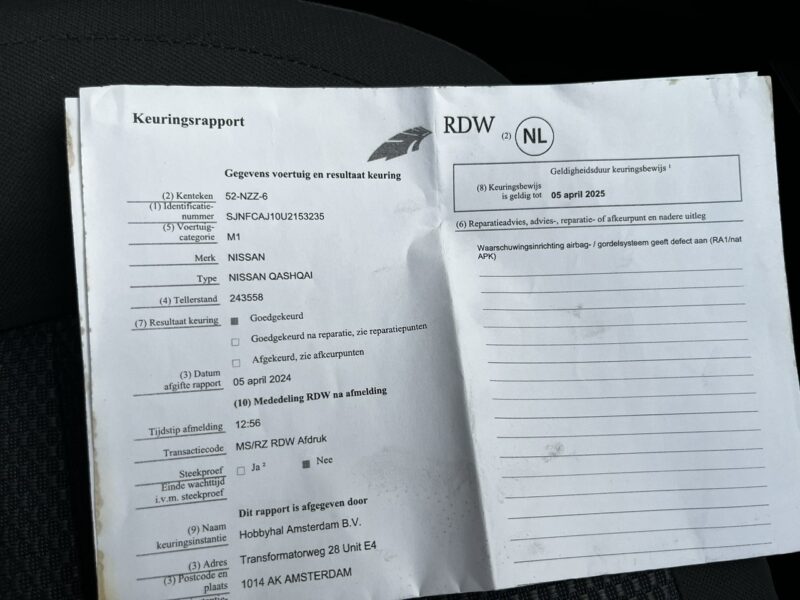 Keuringsrapport
RDW (2) NL
Gegevens voertuig en resultaat keuring
(2) Kenteken 52-NZZ-6
(1) Identificatie-
nummer SJNFCAJ10U2153235
(5) Voertuig-
categorie M1
Merk NISSAN
Type NISSAN QASHQAI
(4) Tellerstand 243558
(7) Resultaat keuring Goedgekeurd
Goedgekeurd na reparatie, zie reparatiepunten
Afgekeurd, zie afkeurpunten
(3) Datum
afgifte rapport 05 april 2024
(10) Mededeling RDW na afmelding
Tijdstip afmelding 12:56
Transactiecode MS/RZ RDW Afdruk
Steekproef Ja ² Nee
Einde wachttijd
i.v.m. steekproef
Dit rapport is afgegeven door
(9) Naam
keuringsinstantie Hobbyhal Amsterdam B.V.
(3) Adres Transformatorweg 28 Unit E4
(3) Postcode en
plaats 1014 AK AMSTERDAM
Geldigheidsduur keuringsbewijs ¹
(8) Keuringsbewijs
is geldig tot 05 april 2025
(6) Reparatieadvies, advies-, reparatie- of afkeurpunt en nadere uitleg
Waarschuwingsinrichting airbag- / gordelsysteem geeft defect aan (RA1/nat
APK)